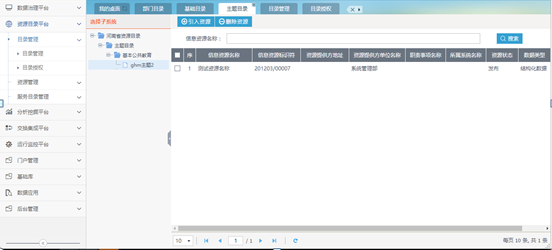 数据治理平台
资源目录平台
目录管理
目录管理
目录授权
资源管理
服务目录管理
分析挖掘平台
交换集成平台
运行监控平台
门户管理
基础库
数据应用
后台管理
选择子系统
河南省资源目录
主题目录
基本公共教育
ghm主题2
我的桌面 部门目录 基础目录 主题目录 目录管理 目录授权
引入资源 删除资源
信息资源名称： 搜索
序 信息资源名称 信息资源标识符 资源提供方地址 资源提供方单位名称 职责事项名称 所属系统名称 资源状态 数据类型
1 测试资源名称 201203/00007 系统管理部 发布 结构化数据
10 1 / 1 每页 10 条, 共 1 条